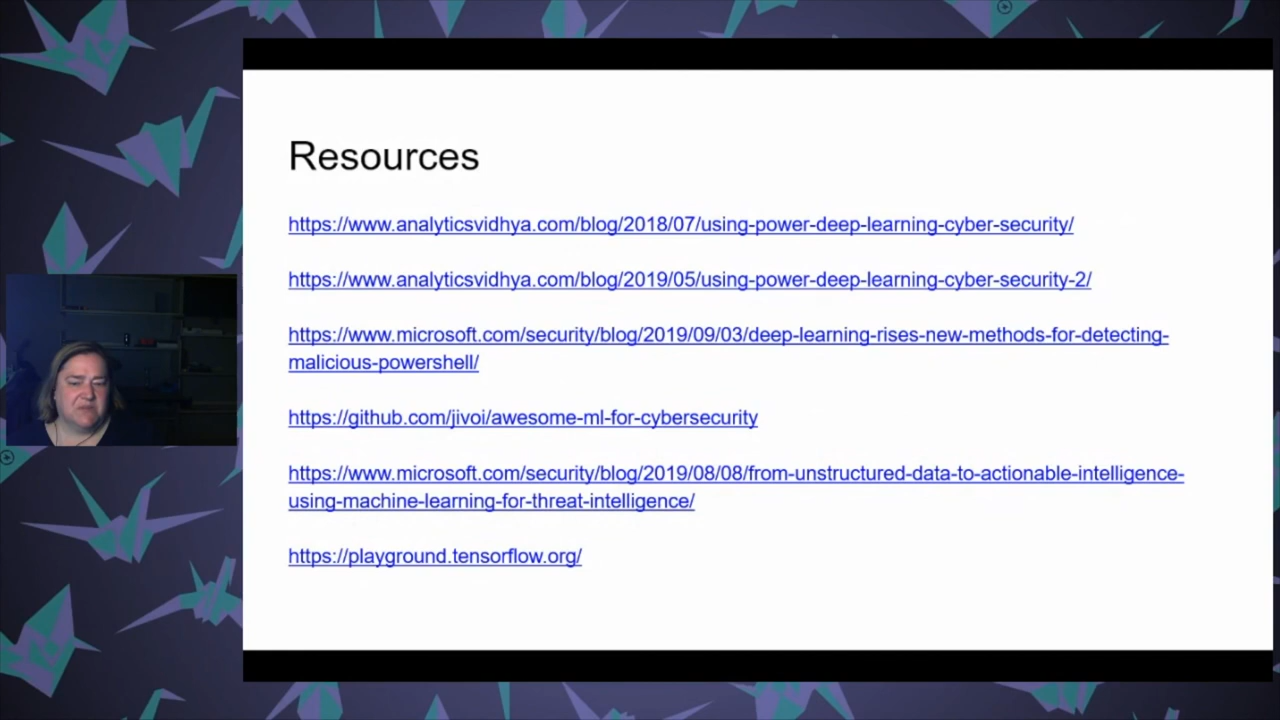 Resources
https://www.analyticsvidhya.com/blog/2018/07/using-power-deep-learning-cyber-security/
https://www.analyticsvidhya.com/blog/2019/05/using-power-deep-learning-cyber-security-2/
https://www.microsoft.com/security/blog/2019/09/03/deep-learning-rises-new-methods-for-detecting-
malicious-powershell/
https://github.com/jivoi/awesome-ml-for-cybersecurity
https://www.microsoft.com/security/blog/2019/08/08/from-unstructured-data-to-actionable-intelligence-
using-machine-learning-for-threat-intelligence/
https://playground.tensorflow.org/